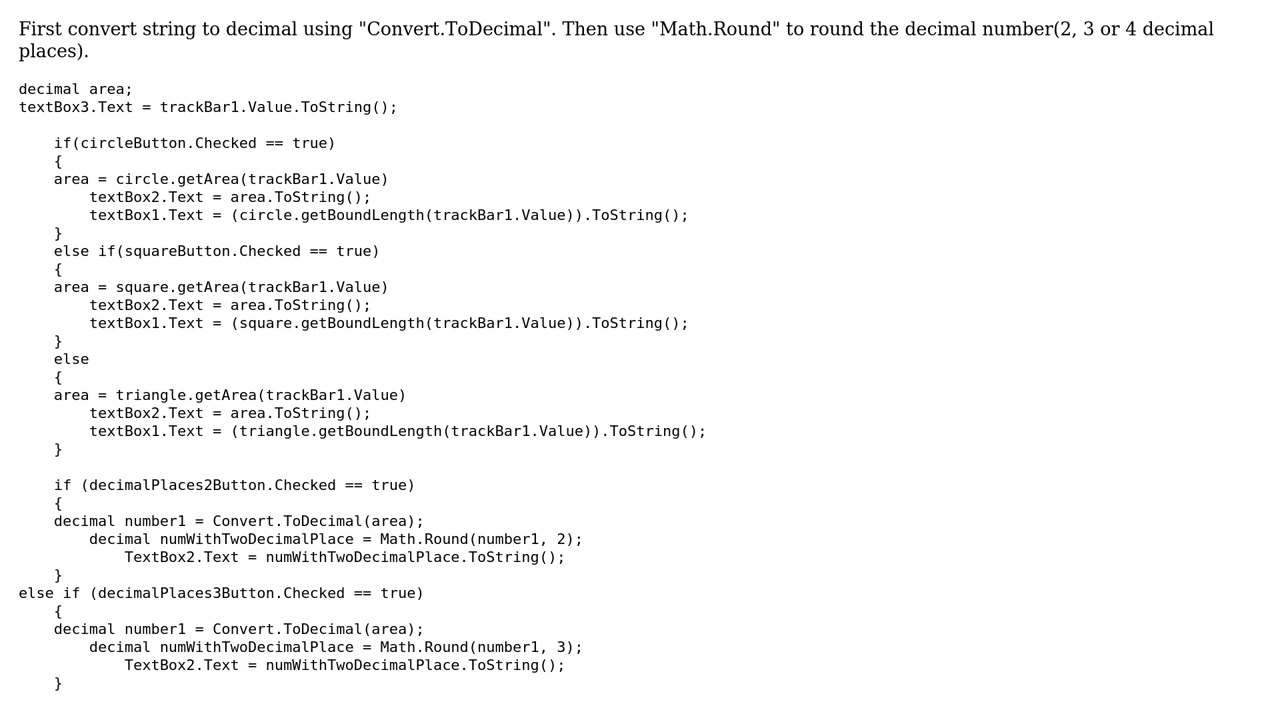 First convert string to decimal using "Convert.ToDecimal". Then use "Math.Round" to round the decimal number(2, 3 or 4 decimal
places).
decimal area;
textBox3.Text = trackBar1.Value.ToString();
    if(circleButton.Checked == true)
    {
    area = circle.getArea(trackBar1.Value)
        textBox2.Text = area.ToString();
        textBox1.Text = (circle.getBoundLength(trackBar1.Value)).ToString();
    }
    else if(squareButton.Checked == true)
    {
    area = square.getArea(trackBar1.Value)
        textBox2.Text = area.ToString();
        textBox1.Text = (square.getBoundLength(trackBar1.Value)).ToString();
    }
    else
    {
    area = triangle.getArea(trackBar1.Value)
        textBox2.Text = area.ToString();
        textBox1.Text = (triangle.getBoundLength(trackBar1.Value)).ToString();
    }
    if (decimalPlaces2Button.Checked == true)
    {
    decimal number1 = Convert.ToDecimal(area);
        decimal numWithTwoDecimalPlace = Math.Round(number1, 2);
            TextBox2.Text = numWithTwoDecimalPlace.ToString();
    }
else if (decimalPlaces3Button.Checked == true)
    {
    decimal number1 = Convert.ToDecimal(area);
        decimal numWithTwoDecimalPlace = Math.Round(number1, 3);
            TextBox2.Text = numWithTwoDecimalPlace.ToString();
    }